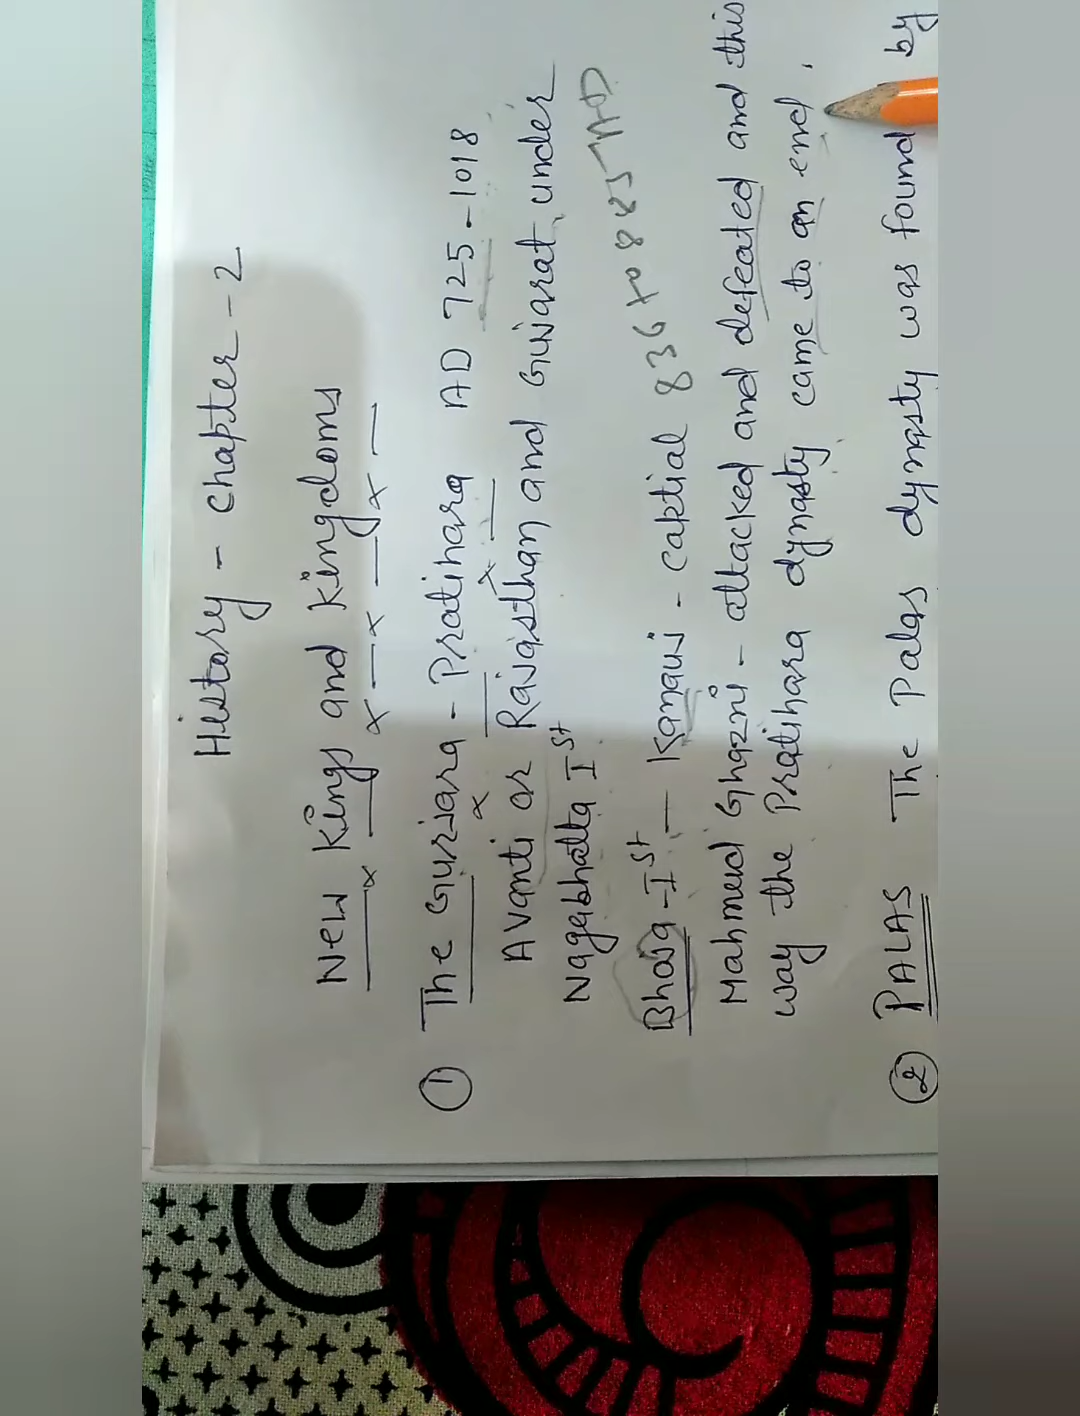 History - Chapter - 2
New Kings and Kingdoms
① The Gurjara - Pratihara AD 725 - 1018
Avanti or Rajasthan and Gujarat, under
Nagabhatta Ist
Bhoja - Ist - Kanauj - caktial 836 to 885 AD
Mahmud Ghazni - attacked and defeated and this
way the Pratihara dynasty came to an end.
② PALAS The Palas dynasty was found by